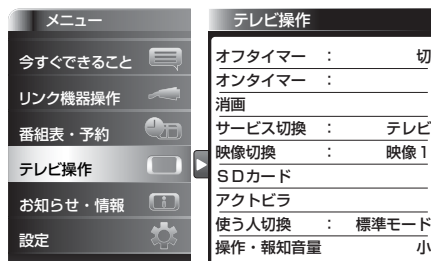 メニュー
今すぐできること
リンク機器操作
番組表・予約
テレビ操作
お知らせ・情報
設定
テレビ操作
オフタイマー ： 切
オンタイマー ：
消画
サービス切換 ： テレビ
映像切換 ： 映像１
ＳＤカード
アクトビラ
使う人切換 ： 標準モード
操作・報知音量 小